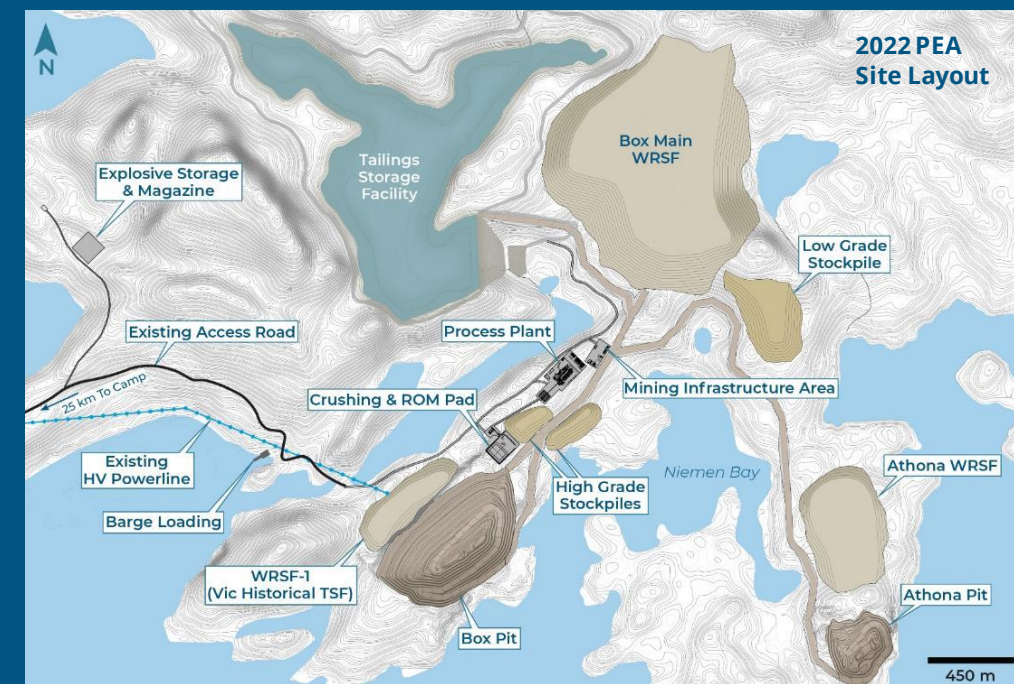 N
2022 PEA
Site Layout
Tailings
Storage
Facility
Box Main
WRSF
Explosive Storage
& Magazine
Low Grade
Stockpile
Existing Access Road
Process Plant
25 km To Camp
Crushing & ROM Pad
Mining Infrastructure Area
Existing
HV Powerline
Niemen Bay
Athona WRSF
High Grade
Stockpiles
Barge Loading
WRSF-1
(Vic Historical TSF)
Athona Pit
Box Pit
450 m